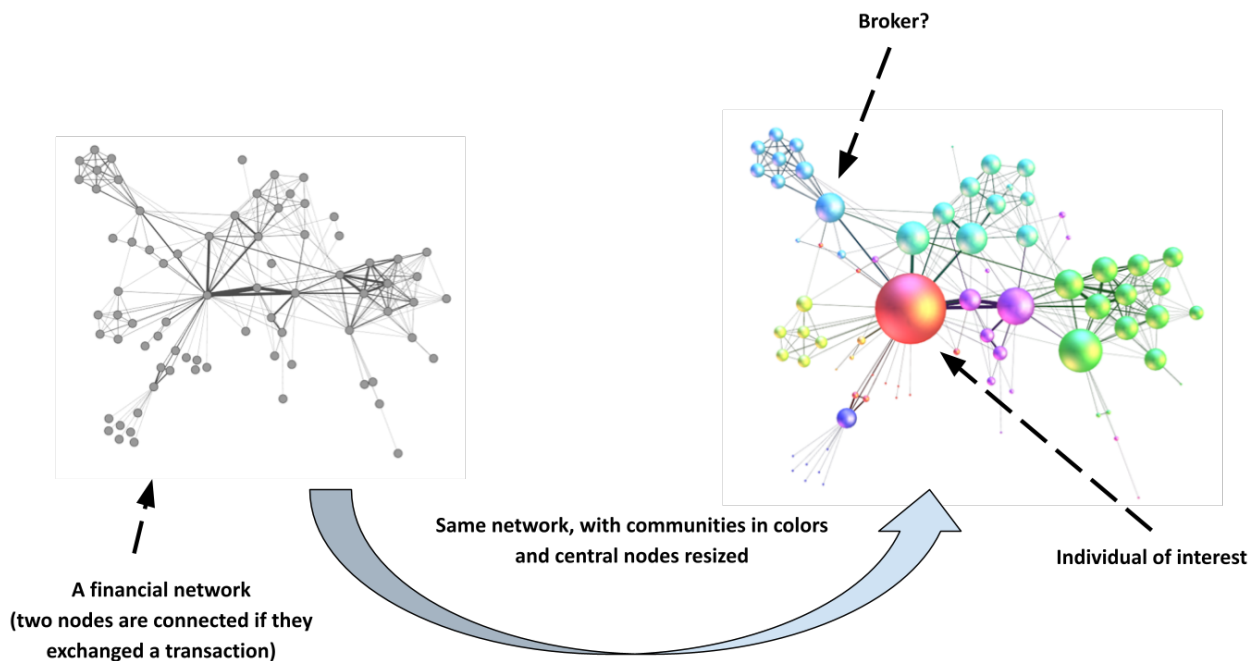 Broker?
Same network, with communities in colors
and central nodes resized
Individual of interest
A financial network
(two nodes are connected if they
exchanged a transaction)